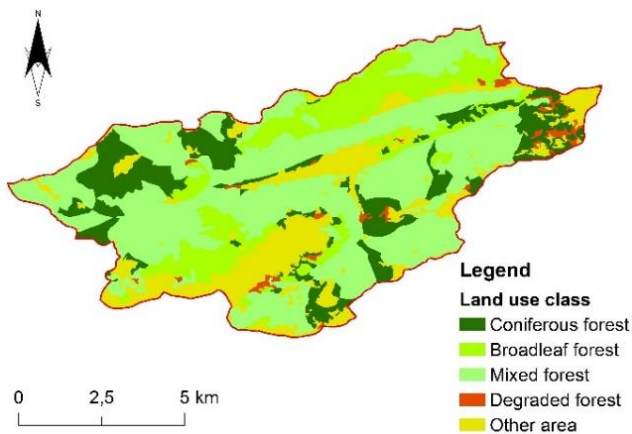 N
S
Legend
Land use class
Coniferous forest
Broadleaf forest
Mixed forest
Degraded forest
Other area
0 2,5 5 km